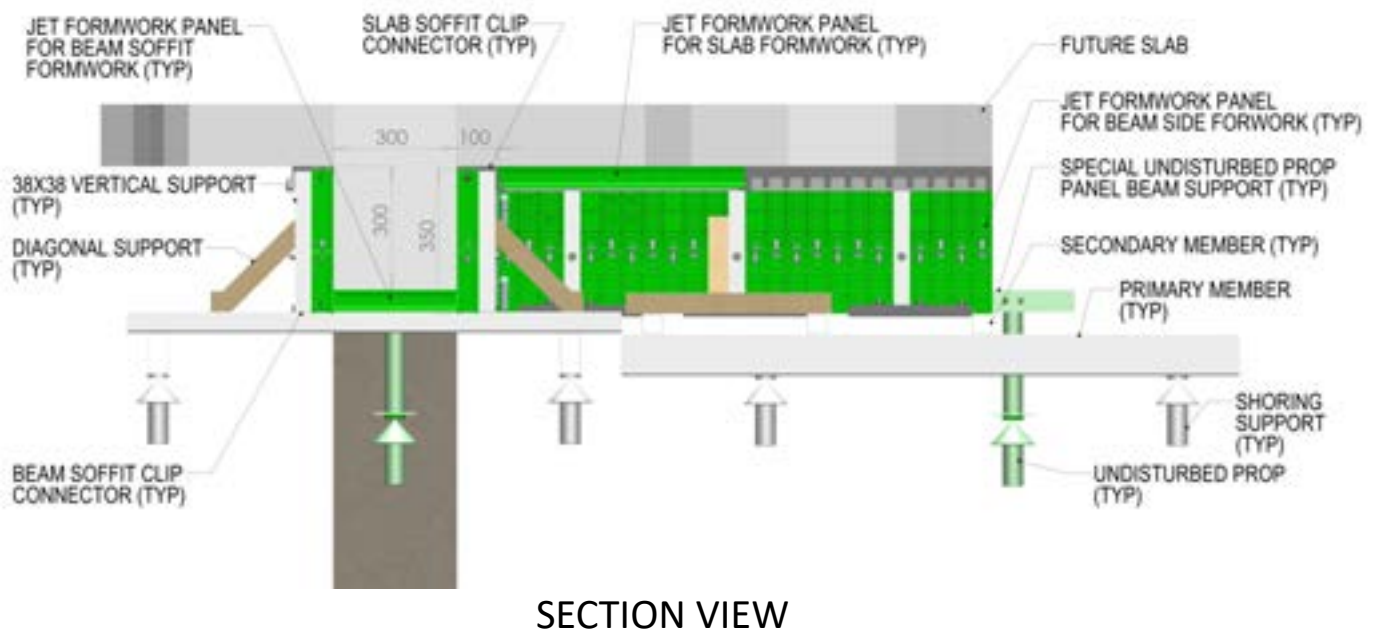 JET FORMWORK PANEL
FOR BEAM SOFFIT
FORMWORK (TYP)
SLAB SOFFIT CLIP
CONNECTOR (TYP)
JET FORMWORK PANEL
FOR SLAB FORMWORK (TYP)
FUTURE SLAB
JET FORMWORK PANEL
FOR BEAM SIDE FORWORK (TYP)
300
100
38X38 VERTICAL SUPPORT
(TYP)
SPECIAL UNDISTURBED PROP
PANEL BEAM SUPPORT (TYP)
300
350
DIAGONAL SUPPORT
(TYP)
SECONDARY MEMBER (TYP)
PRIMARY MEMBER
(TYP)
SHORING
SUPPORT
(TYP)
BEAM SOFFIT CLIP
CONNECTOR (TYP)
UNDISTURBED PROP
(TYP)
SECTION VIEW